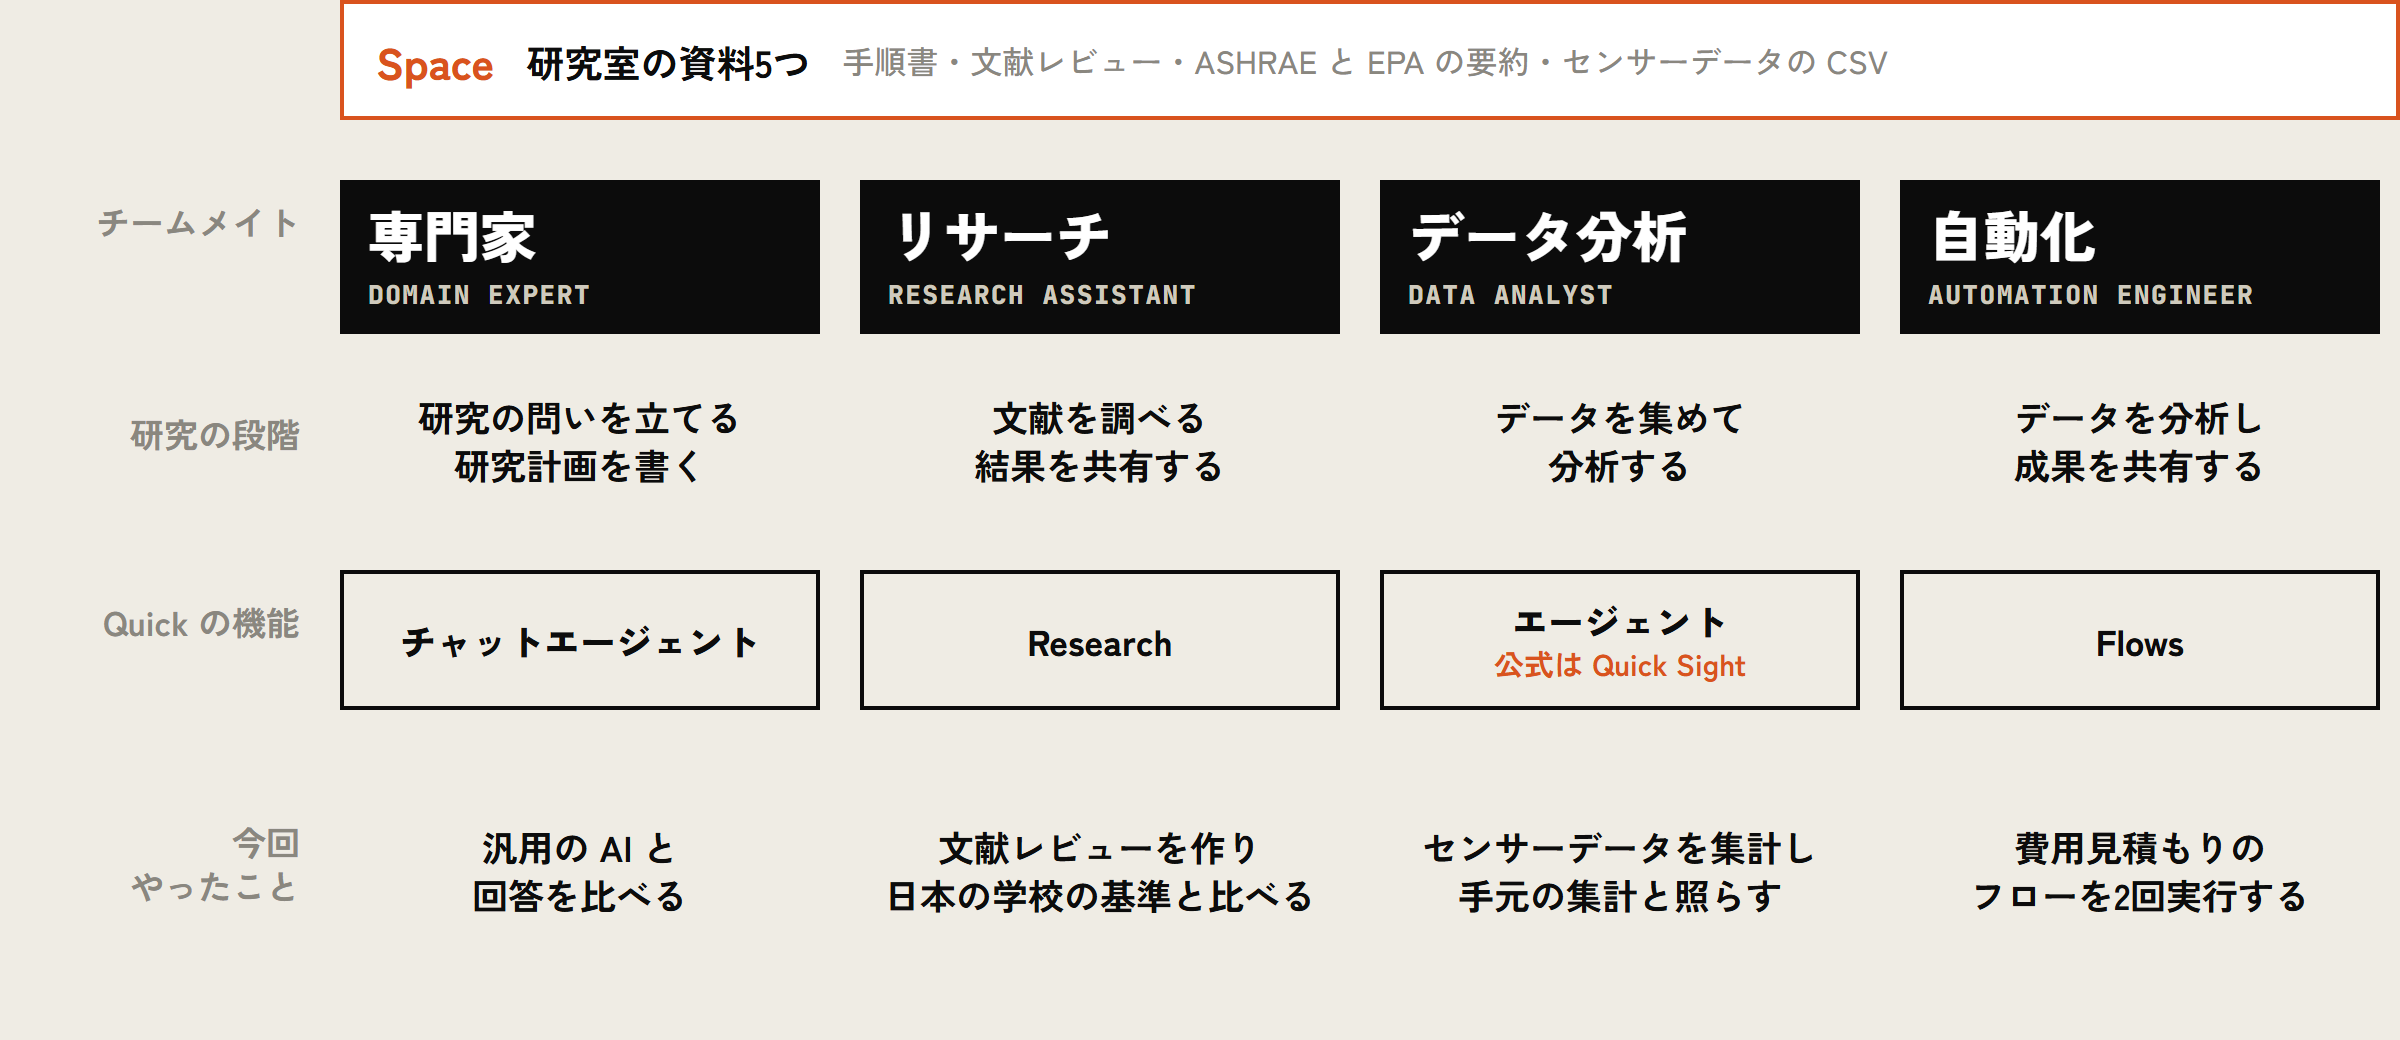 Space 研究室の資料5つ 手順書・文献レビュー・ASHRAE と EPA の要約・センサーデータの CSV
チームメイト
専門家
DOMAIN EXPERT
リサーチ
RESEARCH ASSISTANT
データ分析
DATA ANALYST
自動化
AUTOMATION ENGINEER
研究の段階
研究の問いを立てる
研究計画を書く
文献を調べる
結果を共有する
データを集めて
分析する
データを分析し
成果を共有する
Quick の機能
チャットエージェント
Research
エージェント
公式は Quick Sight
Flows
今回
やったこと
汎用の AI と
回答を比べる
文献レビューを作り
日本の学校の基準と比べる
センサーデータを集計し
手元の集計と照らす
費用見積もりの
フローを2回実行する